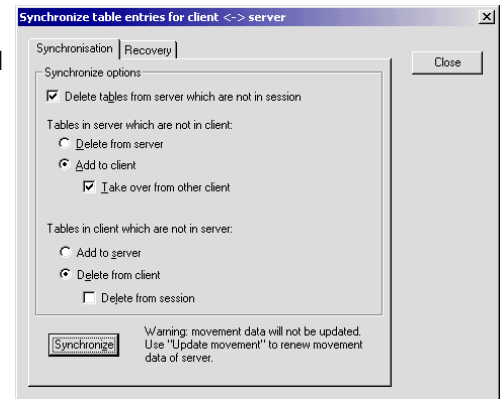 Synchronize table entries for client <-> server
Synchronisation
Recovery
Close
Synchronize options
Delete tables from server which are not in session
Tables in server which are not in client:
Delete from server
Add to client
Take over from other client
Tables in client which are not in server:
Add to server
Delete from client
Delete from session
Synchronize
Warning: movement data will not be updated.
Use "Update movement" to renew movement
data of server.